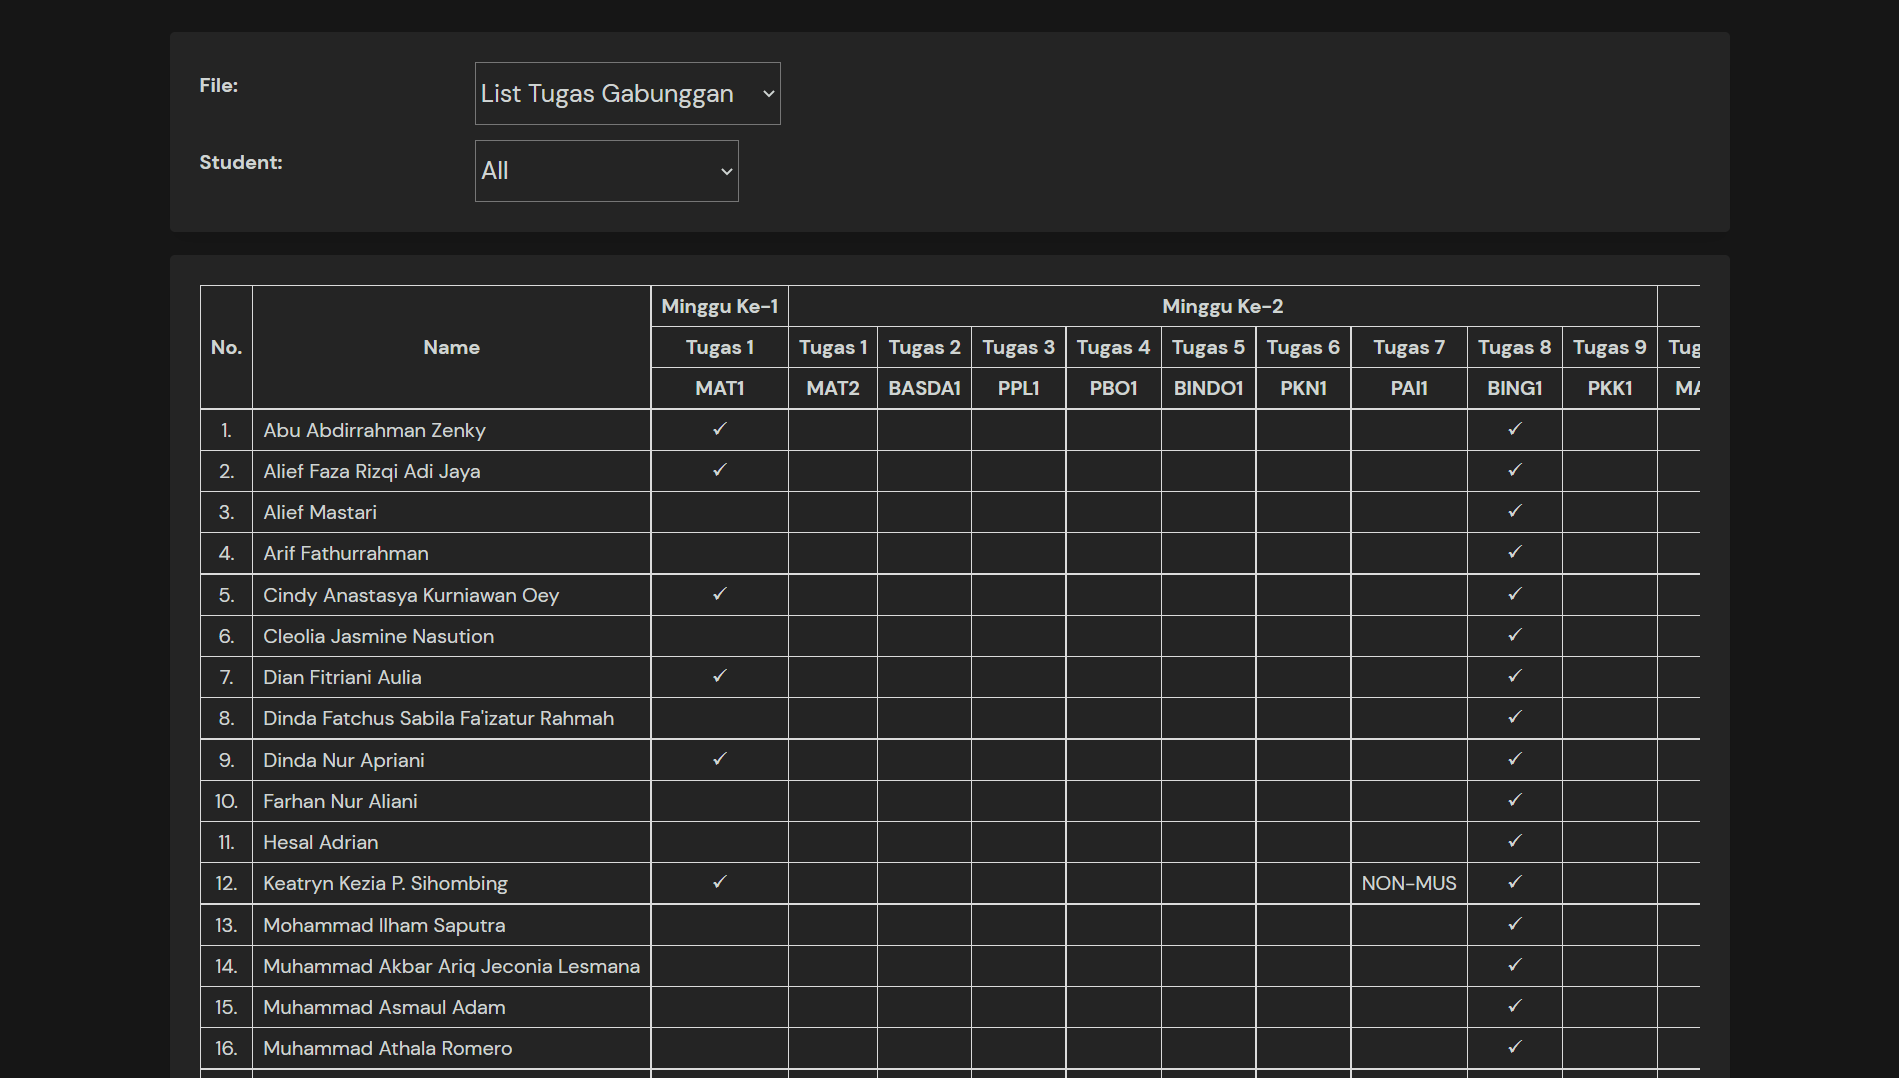 File:
List Tugas Gabunggan
Student:
All
No. Name Minggu Ke-1 Minggu Ke-2
Tugas 1 Tugas 1 Tugas 2 Tugas 3 Tugas 4 Tugas 5 Tugas 6 Tugas 7 Tugas 8 Tugas 9 Tug
MAT1 MAT2 BASDA1 PPL1 PBO1 BINDO1 PKN1 PAI1 BING1 PKK1 MA
1. Abu Abdirrahman Zenky ✓ ✓
2. Alief Faza Rizqi Adi Jaya ✓ ✓
3. Alief Mastari ✓
4. Arif Fathurrahman ✓
5. Cindy Anastasya Kurniawan Oey ✓ ✓
6. Cleolia Jasmine Nasution ✓
7. Dian Fitriani Aulia ✓ ✓
8. Dinda Fatchus Sabila Fa'izatur Rahmah ✓
9. Dinda Nur Apriani ✓ ✓
10. Farhan Nur Aliani ✓
11. Hesal Adrian ✓
12. Keatryn Kezia P. Sihombing ✓ NON-MUS ✓
13. Mohammad Ilham Saputra ✓
14. Muhammad Akbar Ariq Jeconia Lesmana ✓
15. Muhammad Asmaul Adam ✓
16. Muhammad Athala Romero ✓